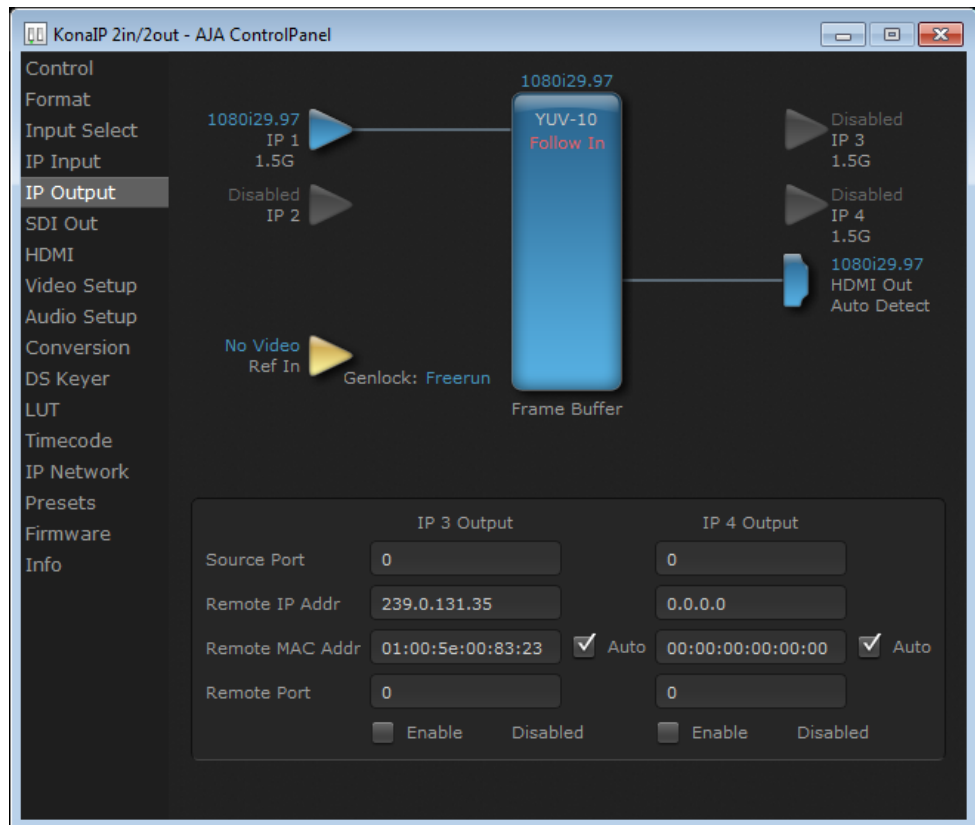 KonaIP 2in/2out - AJA ControlPanel
Control
Format
Input Select
IP Input
IP Output
SDI Out
HDMI
Video Setup
Audio Setup
Conversion
DS Keyer
LUT
Timecode
IP Network
Presets
Firmware
Info
1080i29.97
IP 1
1.5G
Disabled
IP 2
No Video
Ref In
Genlock: Freerun
1080i29.97
YUV-10
Follow In
Frame Buffer
Disabled
IP 3
1.5G
Disabled
IP 4
1.5G
1080i29.97
HDMI Out
Auto Detect
IP 3 Output IP 4 Output
Source Port 0 0
Remote IP Addr 239.0.131.35 0.0.0.0
Remote MAC Addr 01:00:5e:00:83:23 Auto 00:00:00:00:00:00 Auto
Remote Port 0 0
Enable Disabled Enable Disabled